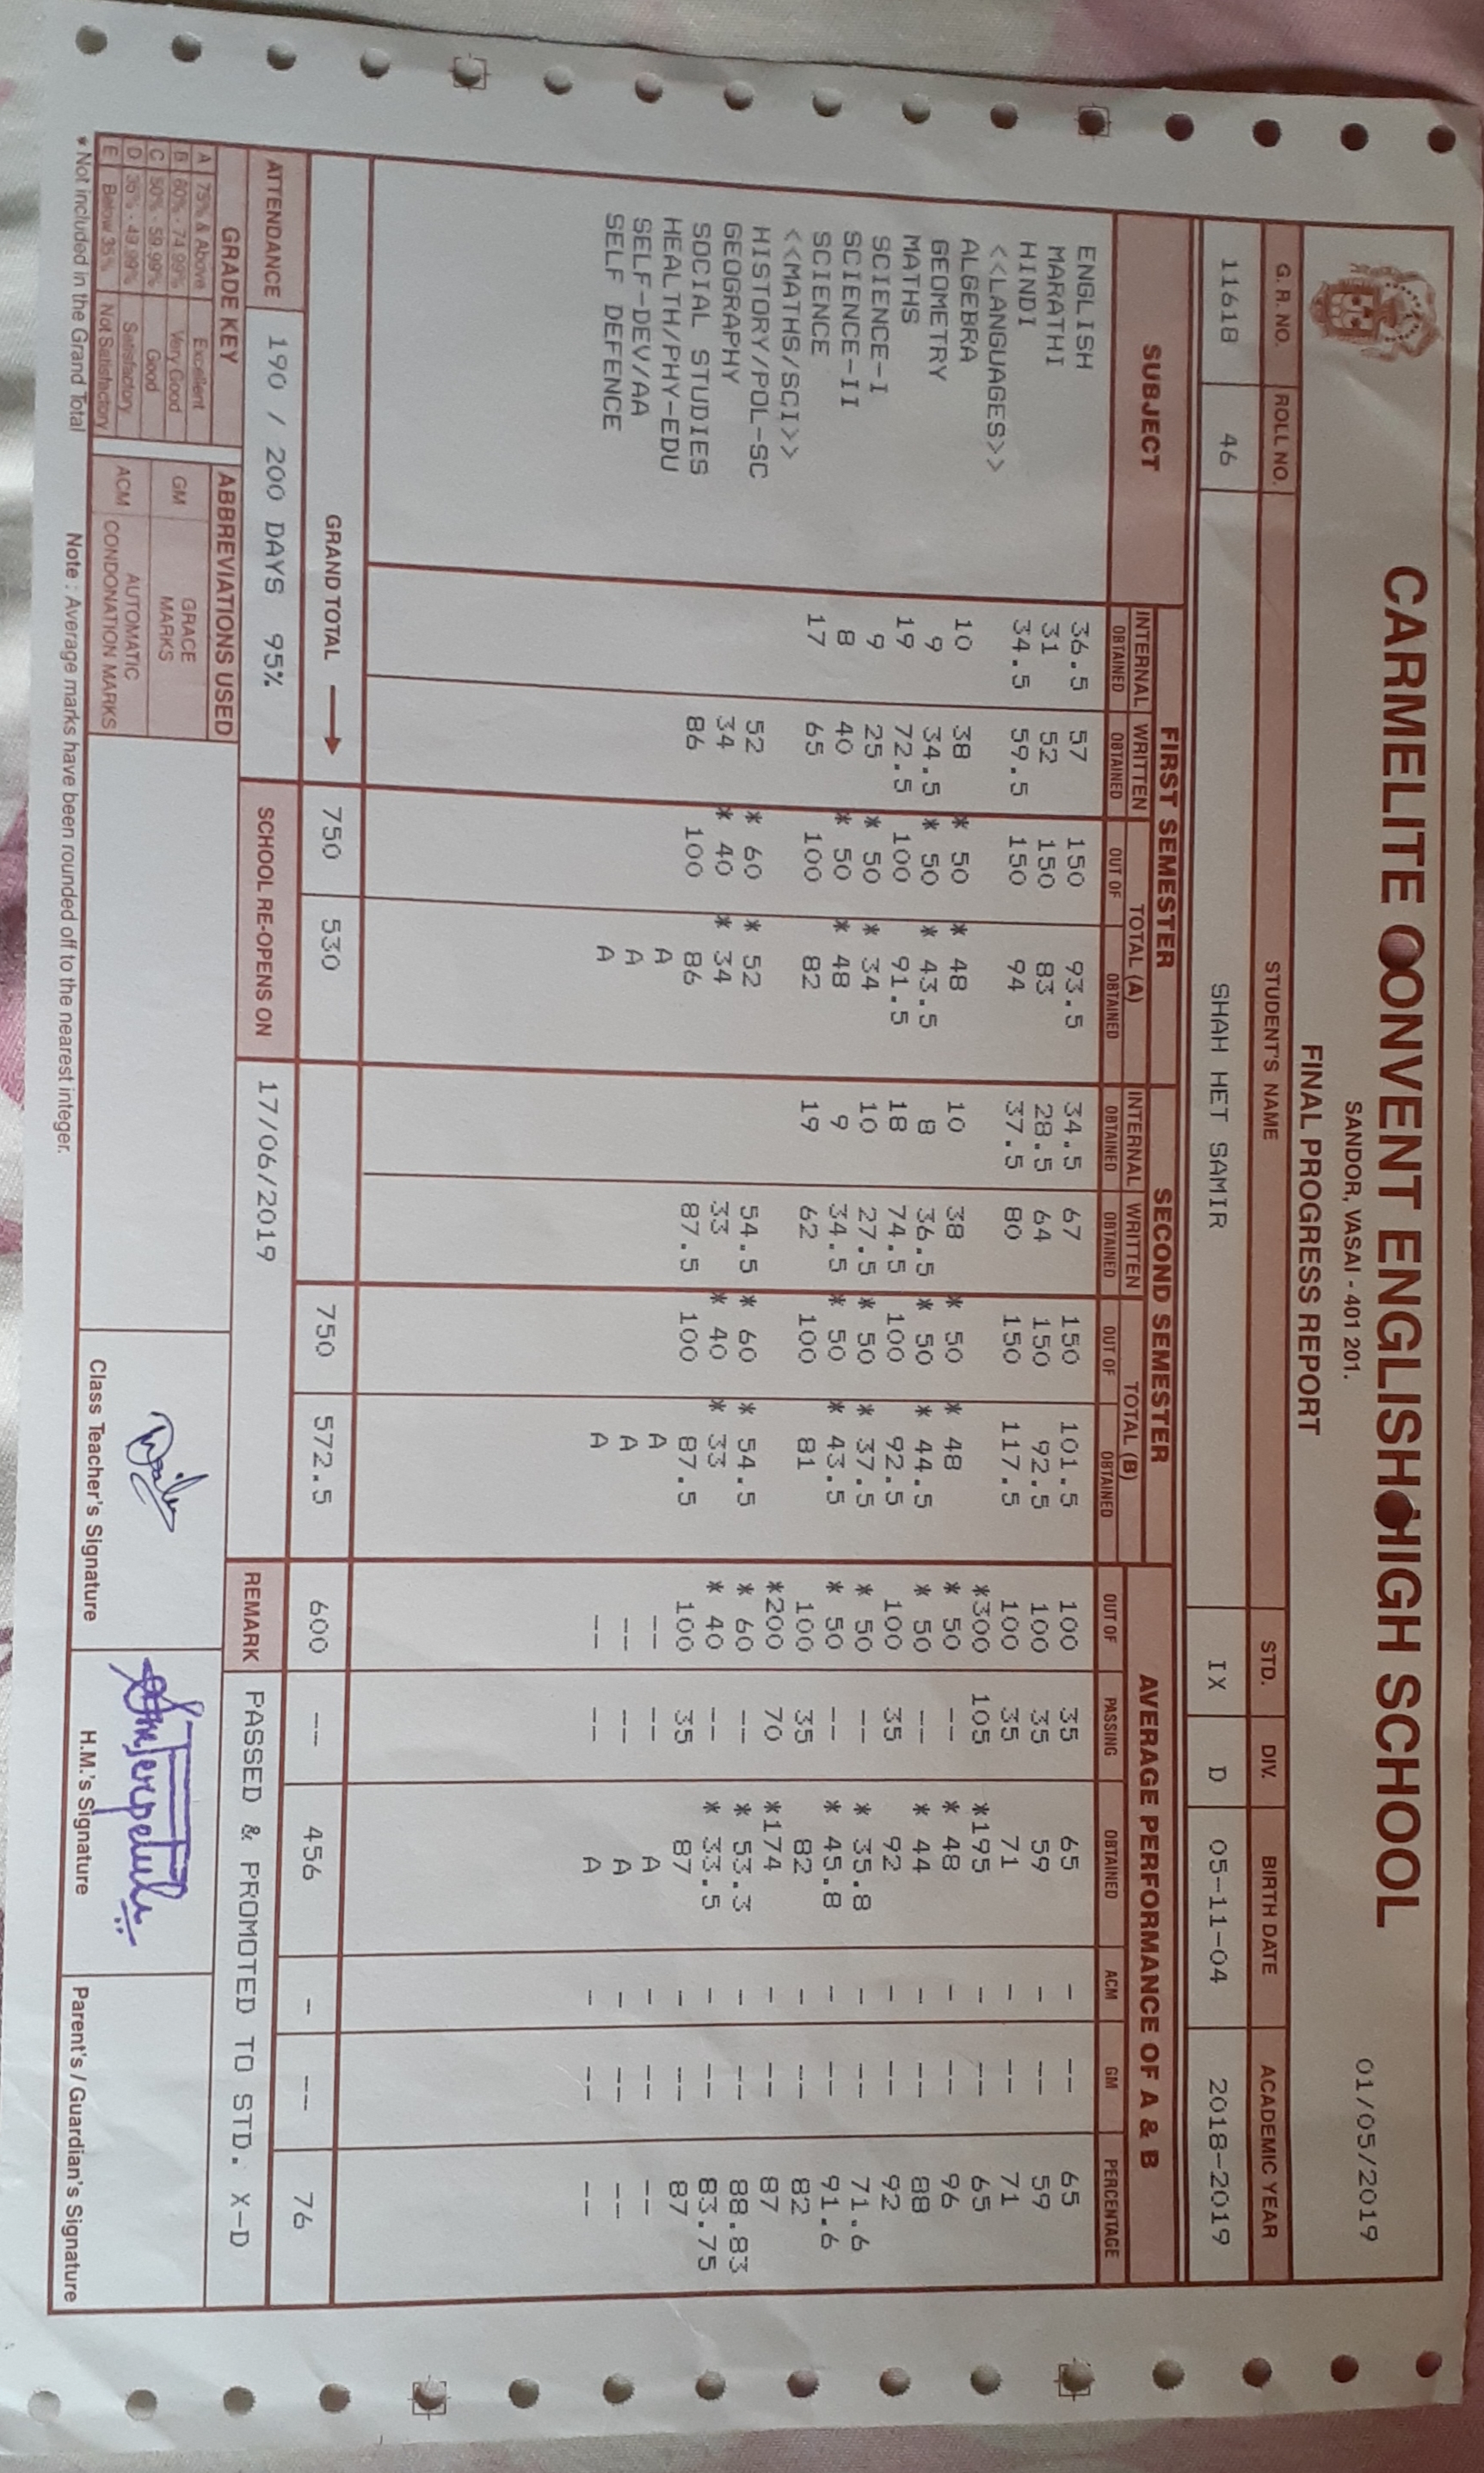 CARMELITE CONVENT ENGLISH HIGH SCHOOL
SANDOR, VASAI - 401 201.
01/05/2019
FINAL PROGRESS REPORT
G. R. NO. ROLL NO. STUDENT'S NAME STD. DIV. BIRTH DATE ACADEMIC YEAR
11618 46 SHAH HET SAMIR IX D 05-11-04 2018-2019
SUBJECT FIRST SEMESTER SECOND SEMESTER AVERAGE PERFORMANCE OF A & B
INTERNAL WRITTEN TOTAL (A) INTERNAL WRITTEN TOTAL (B)
OBTAINED OBTAINED OUT OF OBTAINED OBTAINED OBTAINED OUT OF OBTAINED OUT OF PASSING OBTAINED ACM GM PERCENTAGE
ENGLISH 36.5 57 150 93.5 34.5 67 150 101.5 100 35 65 - -- 65
MARATHI 31 52 150 83 28.5 64 150 92.5 100 35 59 - -- 59
HINDI 34.5 59.5 150 94 37.5 80 150 117.5 100 35 71 - -- 71
<<LANGUAGES>> *300 105 *195 - -- 65
ALGEBRA 10 38 * 50 * 48 10 38 * 50 * 48 * 50 -- * 48 - -- 96
GEOMETRY 9 34.5 * 50 * 43.5 8 36.5 * 50 * 44.5 * 50 -- * 44 - -- 88
MATHS 19 72.5 100 91.5 18 74.5 100 92.5 100 35 92 - -- 92
SCIENCE-I 9 25 * 50 * 34 10 27.5 * 50 * 37.5 * 50 -- * 35.8 - -- 71.6
SCIENCE-II 8 40 * 50 * 48 9 34.5 * 50 * 43.5 * 50 -- * 45.8 - -- 91.6
SCIENCE 17 65 100 82 19 62 100 81 100 35 82 - -- 82
<<MATHS/SCI>> *200 70 *174 - -- 87
HISTORY/POL-SC 52 * 60 * 52 54.5 * 60 * 54.5 * 60 -- * 53.3 - -- 88.83
GEOGRAPHY 34 * 40 * 34 33 * 40 * 33 * 40 -- * 33.5 - -- 83.75
SOCIAL STUDIES 86 100 86 87.5 100 87.5 100 35 87 - -- 87
HEALTH/PHY-EDU A A -- -- A - -- --
SELF-DEV/AA A A -- -- A - -- --
SELF DEFENCE A A -- -- A - -- --
GRAND TOTAL → 750 530 750 572.5 600 -- 456 - -- 76
ATTENDANCE 190 / 200 DAYS 95% SCHOOL RE-OPENS ON 17/06/2019 REMARK PASSED & PROMOTED TO STD. X-D
GRADE KEY ABBREVIATIONS USED
A 75% & Above Excellent
B 60% - 74.99% Very Good
C 50% - 59.99% Good
D 35% - 49.99% Satisfactory
E Below 35% Not Satisfactory
GM GRACE MARKS
ACM AUTOMATIC CONDONATION MARKS
Class Teacher's Signature H.M.'s Signature Parent's / Guardian's Signature
* Not included in the Grand Total Note : Average marks have been rounded off to the nearest integer.